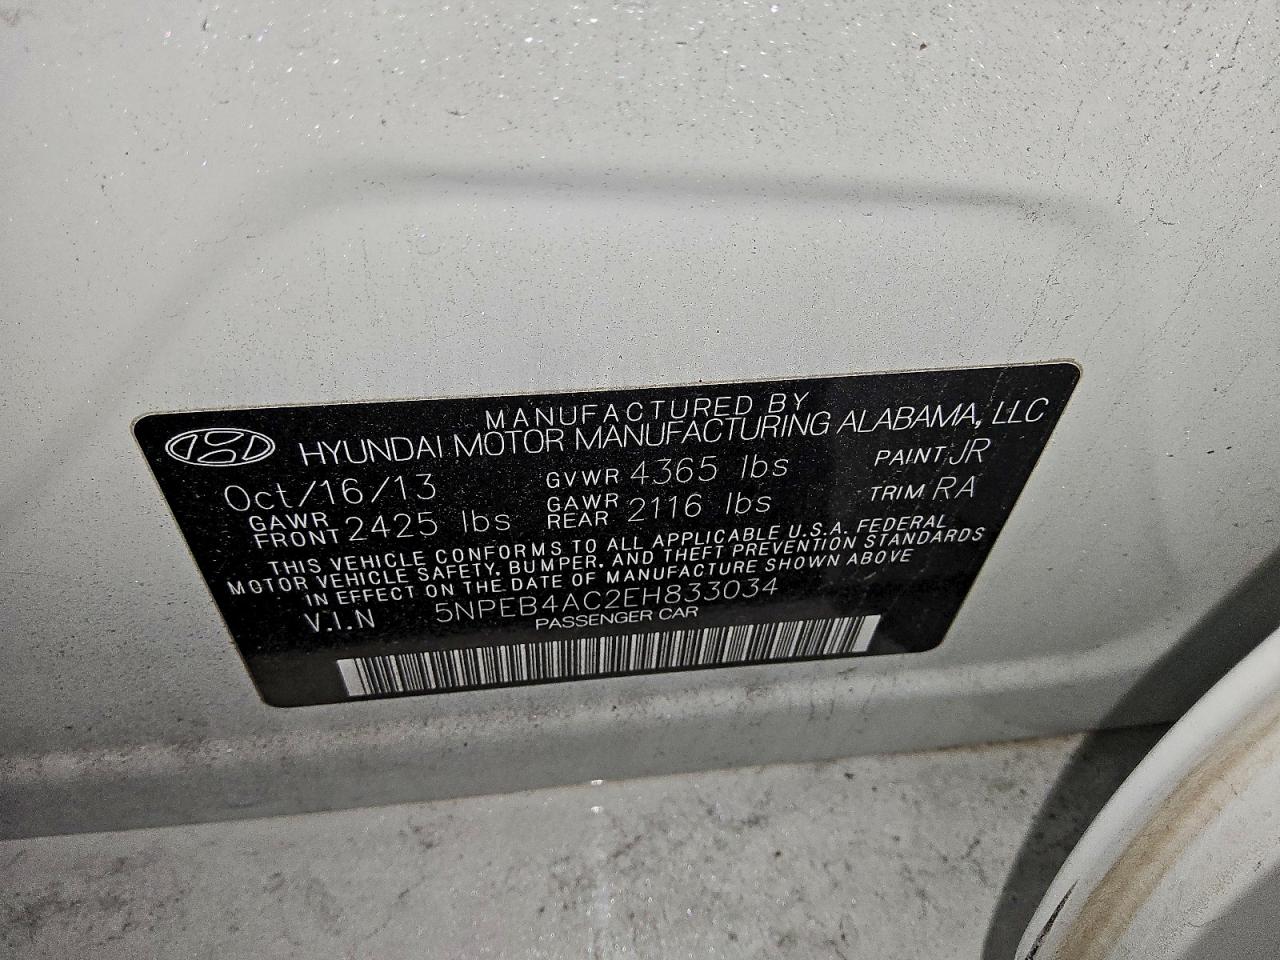 MANUFACTURED BY
HYUNDAI MOTOR MANUFACTURING ALABAMA, LLC
Oct/16/13 GVWR 4365 lbs PAINT JR
GAWR FRONT 2425 lbs GAWR REAR 2116 lbs TRIM RA
THIS VEHICLE CONFORMS TO ALL APPLICABLE U.S.A. FEDERAL
MOTOR VEHICLE SAFETY, BUMPER, AND THEFT PREVENTION STANDARDS
IN EFFECT ON THE DATE OF MANUFACTURE SHOWN ABOVE
V.I.N 5NPEB4AC2EH833034
PASSENGER CAR